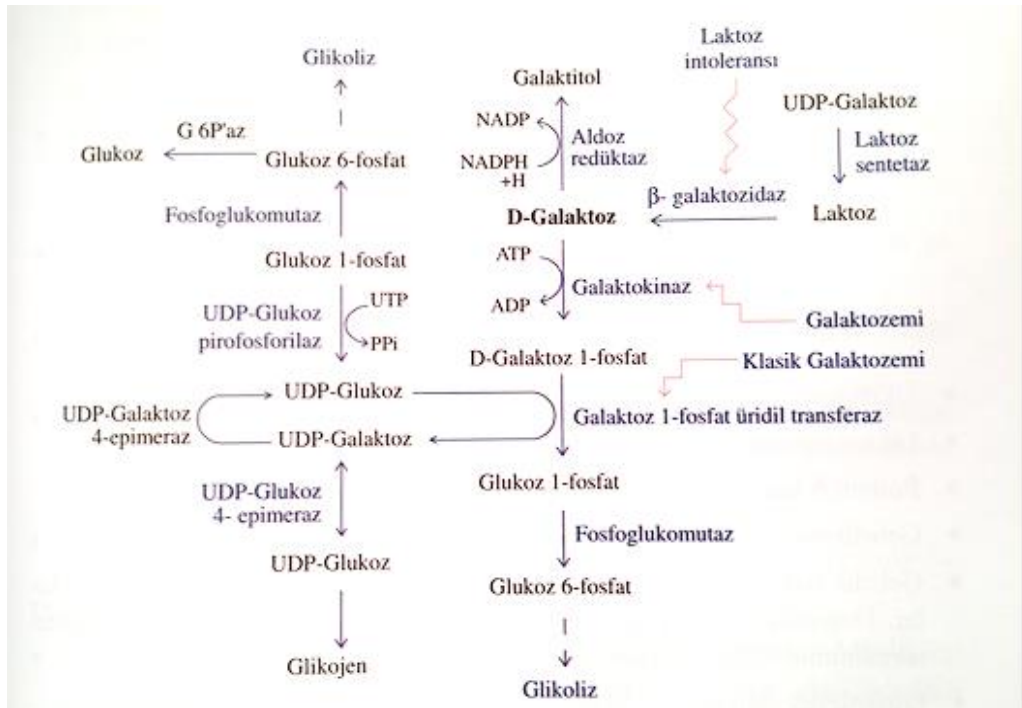 Glikoliz
G 6P'az
Glukoz
Glukoz 6-fosfat
Fosfoglukomutaz
Glukoz 1-fosfat
UDP-Glukoz
pirofosforilaz
UTP
PPi
UDP-Glukoz
UDP-Galaktoz
4-epimeraz
UDP-Galaktoz
UDP-Glukoz
4- epimeraz
UDP-Glukoz
Glikojen
Galaktitol
NADP
NADPH
+H
Aldoz
redüktaz
Laktoz
intoleransı
UDP-Galaktoz
Laktoz
sentetaz
β- galaktozidaz
D-Galaktoz
Laktoz
ATP
ADP
Galaktokinaz
Galaktozemi
D-Galaktoz 1-fosfat
Klasik Galaktozemi
Galaktoz 1-fosfat üridil transferaz
Glukoz 1-fosfat
Fosfoglukomutaz
Glukoz 6-fosfat
Glikoliz